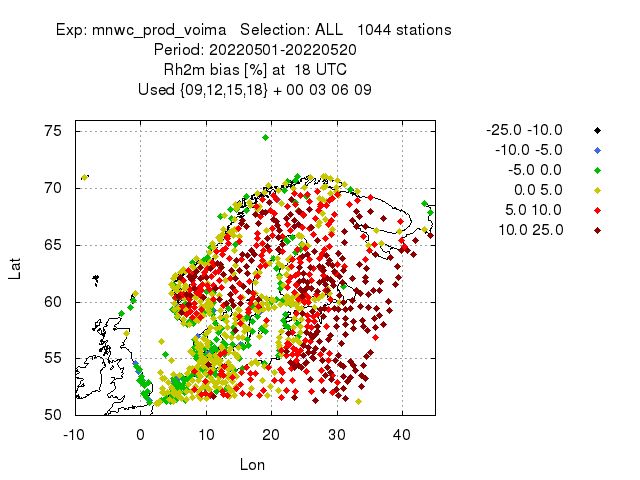 Exp: mnwc_prod_voima   Selection: ALL   1044 stations
Period: 20220501-20220520
Rh2m bias [%] at  18 UTC
Used {09,12,15,18} + 00 03 06 09
75
70
65
60
55
50
-10 0 10 20 30 40
Lat
Lon
-25.0 -10.0
-10.0 -5.0
-5.0 0.0
0.0 5.0
5.0 10.0
10.0 25.0